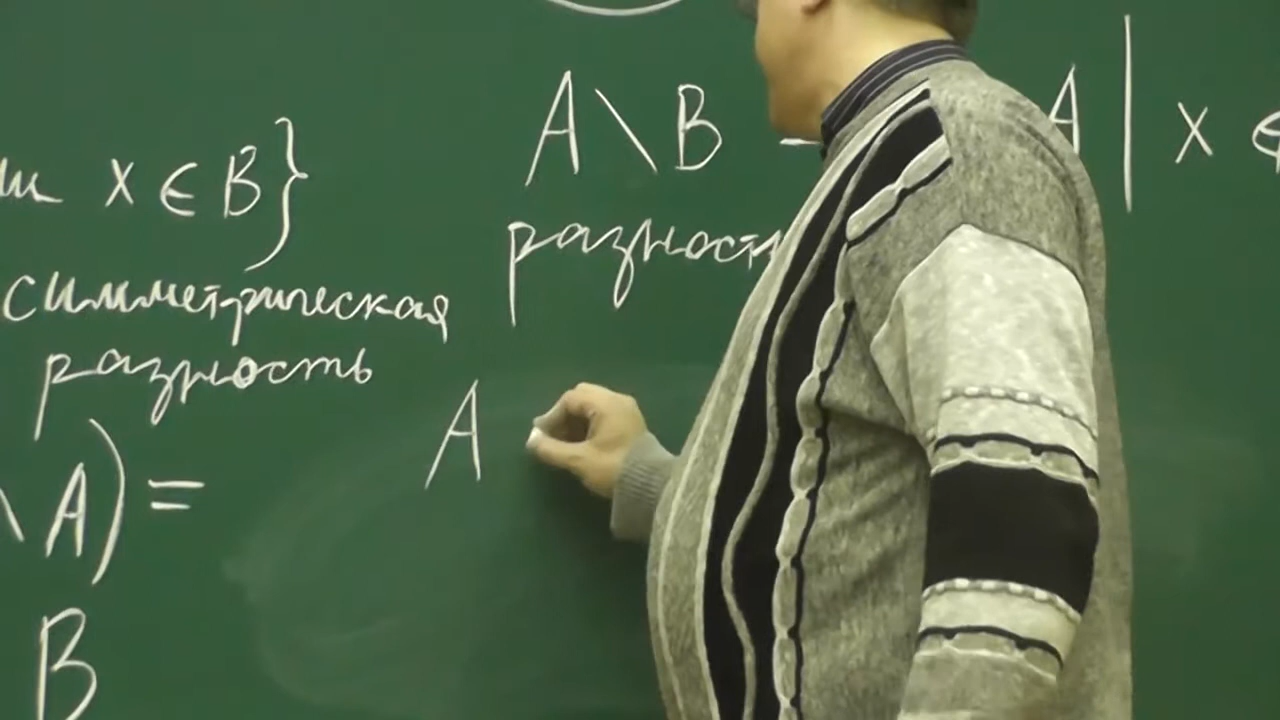 x ∈ B}
симметрическая
разность
\ A) =
B
A \ B
A | x ∈
разность
A